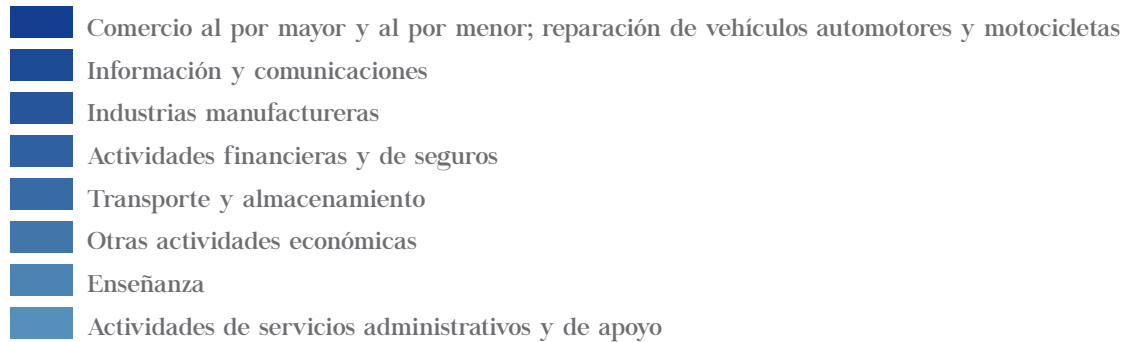 Comercio al por mayor y al por menor; reparación de vehículos automotores y motocicletas
Información y comunicaciones
Industrias manufactureras
Actividades financieras y de seguros
Transporte y almacenamiento
Otras actividades económicas
Enseñanza
Actividades de servicios administrativos y de apoyo